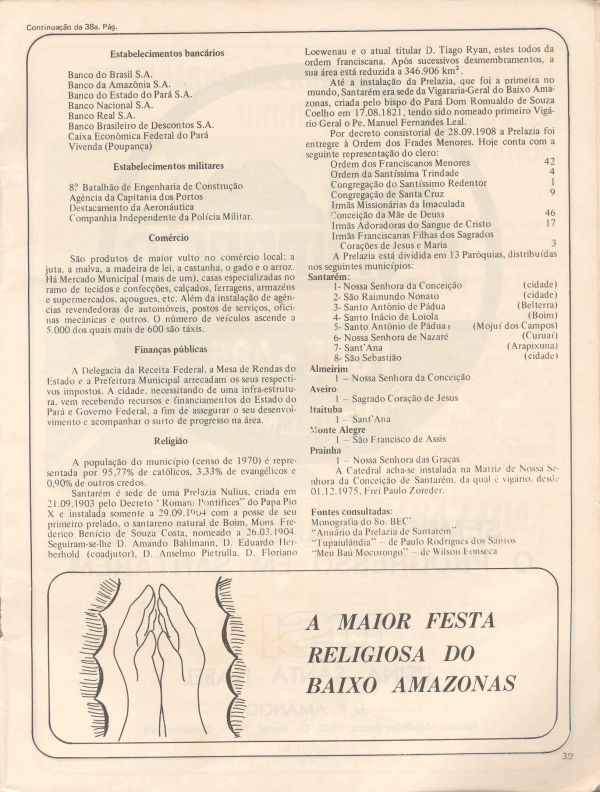 Continuação da 38a. Pág.
Estabelecimentos bancários
Banco do Brasil S.A.
Banco da Amazônia S.A.
Banco do Estado do Pará S.A.
Banco Nacional S.A.
Banco Real S.A.
Banco Brasileiro de Descontos S.A.
Caixa Econômica Federal do Pará
Vivenda (Poupança)
Estabelecimentos militares
8º Batalhão de Engenharia de Construção
Agência da Capitania dos Portos
Destacamento da Aeronáutica
Companhia Independente da Polícia Militar.
Comércio
São produtos de maior vulto no comércio local: a
juta, a malva, a madeira de lei, a castanha, o gado e o arroz.
Há Mercado Municipal (mais de um), casas especializadas no
ramo de tecidos e confecções, calçados, ferragens, armazéns
e supermercados, açougues, etc. Além da instalação de agên-
cias revendedoras de automóveis, postos de serviços, ofici-
nas mecânicas e outros. O número de veículos ascende a
5.000 dos quais mais de 600 são táxis.
Finanças públicas
A Delegacia da Receita Federal, a Mesa de Rendas do
Estado e a Prefeitura Municipal arrecadam os seus respecti-
vos impostos. A cidade, necessitando de uma infra-estrutu-
ra, vem recebendo recursos e financiamentos do Estado do
Pará e Governo Federal, a fim de assegurar o seu desenvol-
vimento e acompanhar o surto de progresso na área.
Religião
A população do município (censo de 1970) é repre-
sentada por 95,77% de católicos, 3,33% de evangélicos e
0,90% de outros credos.
Santarém é sede de uma Prelazia Nulius, criada em
21.09.1903 pelo Decreto "Romani Pontifices" do Papa Pio
X e instalada somente a 29.09.1904 com a posse de seu
primeiro prelado, o santareno natural de Boim, Mons. Fre-
derico Benício de Souza Costa, nomeado a 26.03.1904.
Seguiram-se-lhe D. Amando Bahlmann, D. Eduardo Her-
berhold (coadjutor), D. Anselmo Pietrulla, D. Floriano
Loewenau e o atual titular D. Tiago Ryan, estes todos da
ordem franciscana. Após sucessivos desmembramentos, a
sua área está reduzida a 346.906 km².
Até a instalação da Prelazia, que foi a primeira no
mundo, Santarém era sede da Vigararia-Geral do Baixo Ama-
zonas, criada pelo bispo do Pará Dom Romualdo de Souza
Coelho em 17.08.1821, tendo sido nomeado primeiro Vigá-
rio Geral o Pe. Manuel Fernandes Leal.
Por decreto consistorial de 28.09.1908 a Prelazia foi
entregue à Ordem dos Frades Menores. Hoje conta com a
seguinte representação do clero:
Ordem dos Franciscanos Menores 42
Ordem da Santíssima Trindade 4
Congregação do Santíssimo Redentor 1
Congregação de Santa Cruz 9
Irmãs Missionárias da Imaculada
Conceição da Mãe de Deuss 46
Irmãs Adoradoras do Sangue de Cristo 17
Irmãs Franciscanas Filhas dos Sagrados
Corações de Jesus e Maria 3
A Prelazia está dividida em 13 Paróquias, distribuídas
nos seguintes municípios:
Santarém:
1- Nossa Senhora da Conceição (cidade)
2- São Raimundo Nonato (cidade)
3- Santo Antônio de Pádua (Belterra)
4- Santo Inácio de Loiola (Boim)
5- Santo Antônio de Pádua (Mojuí dos Campos)
6- Nossa Senhora de Nazaré (Curuaí)
7- Sant'Ana (Arapixuna)
8- São Sebastião (cidade)
Almeirim
1 – Nossa Senhora da Conceição
Aveiro
1 – Sagrado Coração de Jesus
Itaituba
1 – Sant'Ana
Monte Alegre
1 – São Francisco de Assis
Prainha
1 – Nossa Senhora das Graças
A Catedral acha-se instalada na Matriz de Nossa Se-
nhora da Conceição de Santarém, da qual é vigário, desde
01.12.1975, Frei Paulo Zoreder.
Fontes consultadas:
Monografia do 8o. BEC'
"Anuário da Prelazia de Santarém"
"Tupaiulândia" – de Paulo Rodrigues dos Santos
"Meu Baú Mocorongo" – de Wilson Fonseca.
A MAIOR FESTA
RELIGIOSA DO
BAIXO AMAZONAS
39